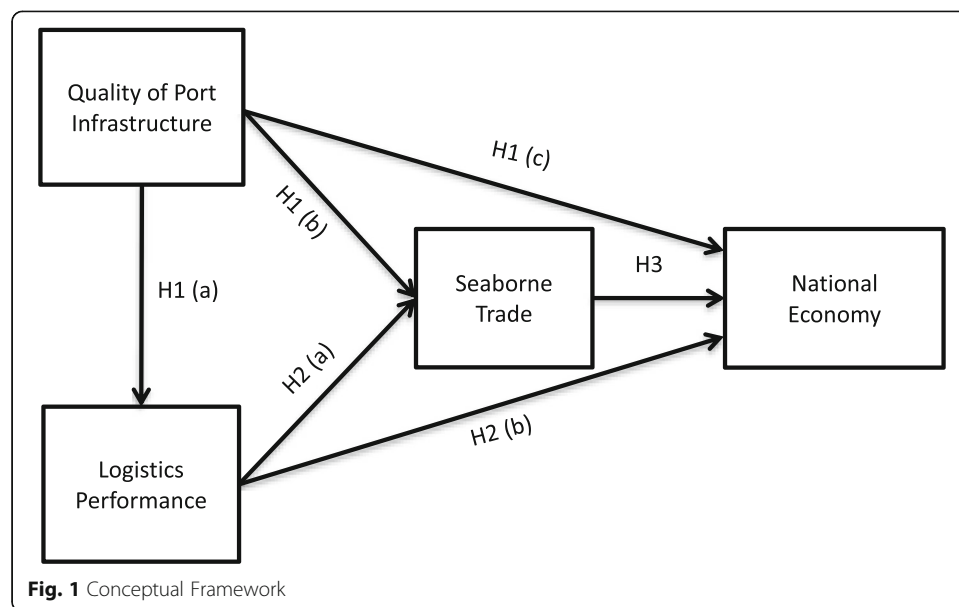 Quality of Port
Infrastructure
H1 (c)
H1 (b)
H1 (a)
Seaborne
Trade
H3
National
Economy
H2 (a)
H2 (b)
Logistics
Performance
Fig. 1 Conceptual Framework